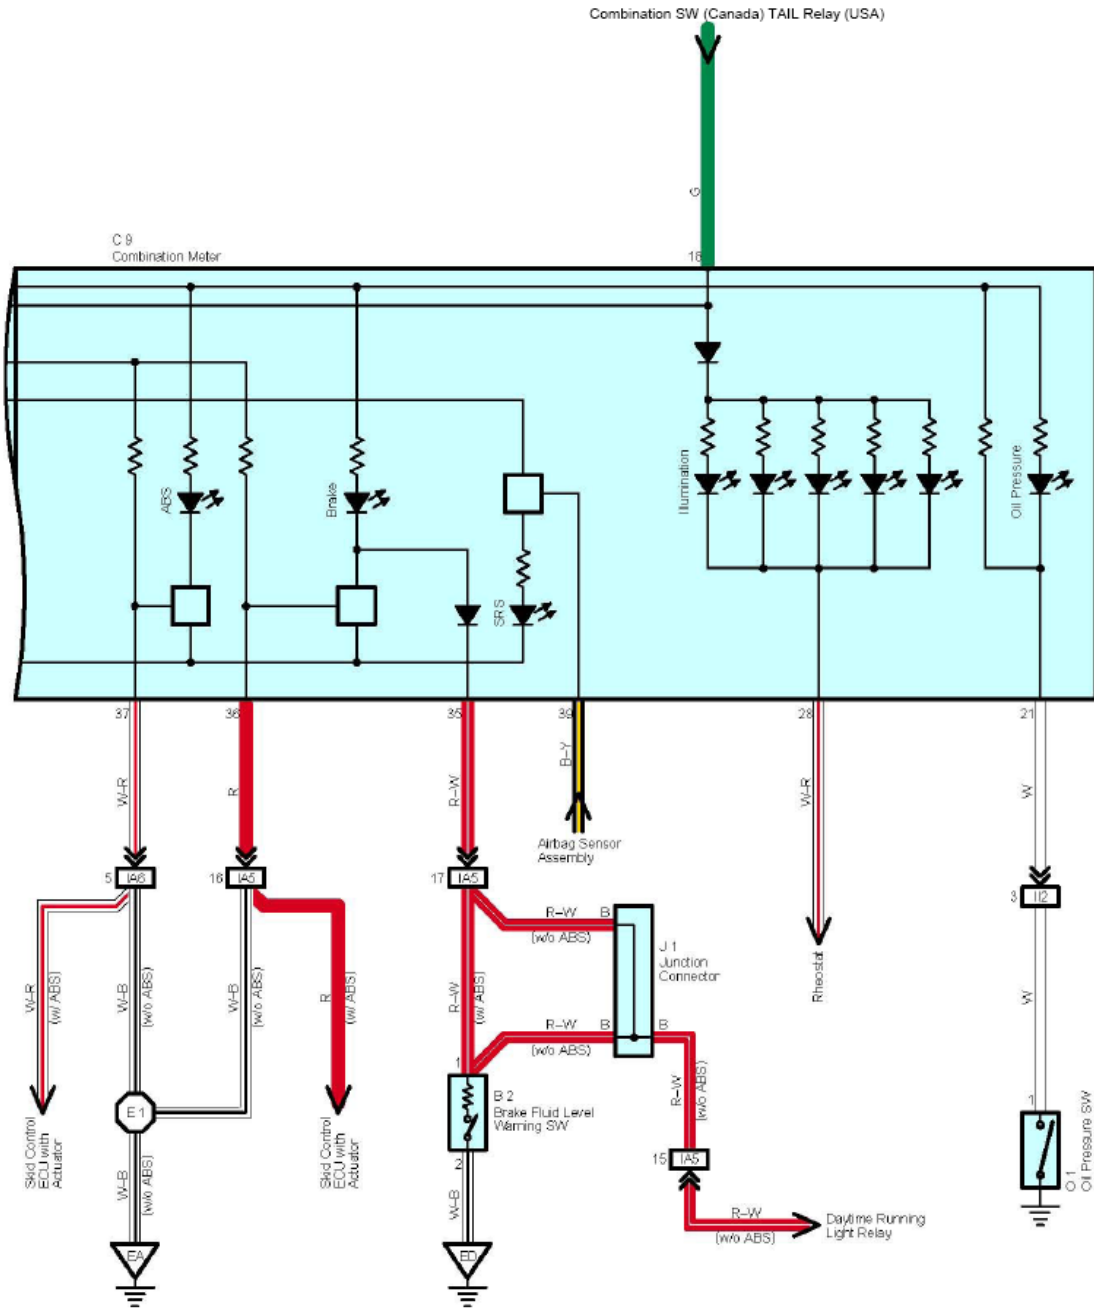 Combination SW (Canada) TAIL Relay (USA)
G
C 9
Combination Meter
18
ABS
Brake
SRS
Illumination
Oil Pressure
37
36
35
39
28
21
W–R
R
R–W
B–Y
W–R
W
Airbag Sensor
Assembly
5 IA6
16 IA5
17 IA5
3 II2
R–W
B
(w/o ABS)
J 1
Junction
Connector
W–R
(w/ ABS)
W–B
(w/o ABS)
W–B
(w/o ABS)
R
(w/ ABS)
R–W
(w/ ABS)
Rheostat
W
R–W
B
B
(w/o ABS)
1
B 2
Brake Fluid Level
Warning SW
R–W
(w/o ABS)
1
E 1
O 1
Oil Pressure SW
Skid Control
ECU with
Actuator
Skid Control
ECU with
Actuator
2
15 IA5
W–B
(w/o ABS)
W–B
R–W
(w/o ABS)
Daytime Running
Light Relay
EA
ED